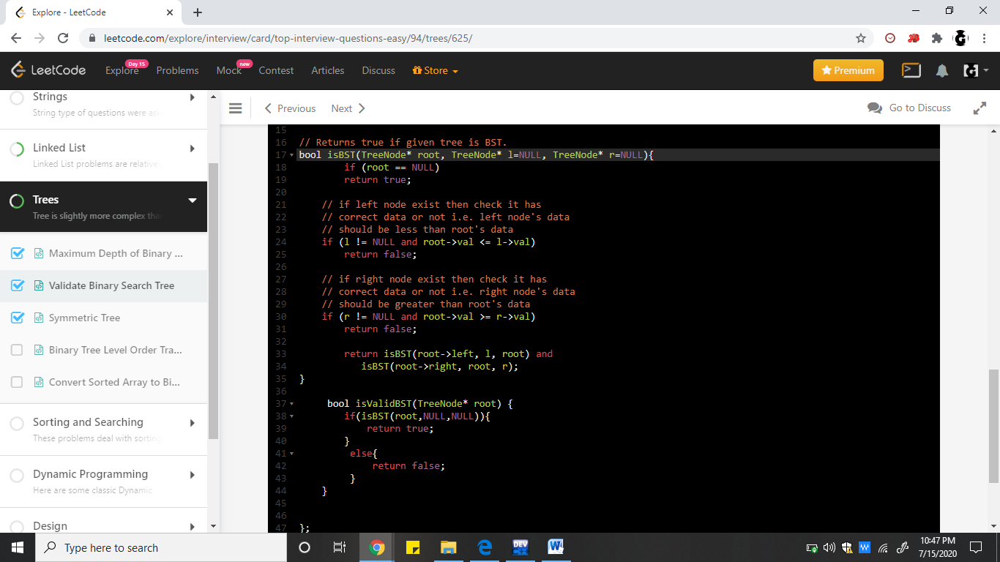 Explore - LeetCode
leetcode.com/explore/interview/card/top-interview-questions-easy/94/trees/625/
LeetCode Explore Day 15 Problems Mock new Contest Articles Discuss Store Premium
Strings
String type of questions were
Linked List
Linked List problems are
Trees
Tree is slightly more complex
Maximum Depth of Binary ...
Validate Binary Search Tree
Symmetric Tree
Binary Tree Level Order Tra...
Convert Sorted Array to Bi...
Sorting and Searching
These problems deal with sorting
Dynamic Programming
Here are some classic Dynamic
Design
Previous Next Go to Discuss
15
16 // Returns true if given tree is BST.
17 bool isBST(TreeNode* root, TreeNode* l=NULL, TreeNode* r=NULL){
18 if (root == NULL)
19 return true;
20
21 // if left node exist then check it has
22 // correct data or not i.e. left node's data
23 // should be less than root's data
24 if (l != NULL and root->val <= l->val)
25 return false;
26
27 // if right node exist then check it has
28 // correct data or not i.e. right node's data
29 // should be greater than root's data
30 if (r != NULL and root->val >= r->val)
31 return false;
32
33 return isBST(root->left, l, root) and
34 isBST(root->right, root, r);
35 }
36
37 bool isValidBST(TreeNode* root) {
38 if(isBST(root,NULL,NULL)){
39 return true;
40 }
41 else{
42 return false;
43 }
44 }
45
46
47 };
Type here to search
DEV
C++
W
10:47 PM
7/15/2020